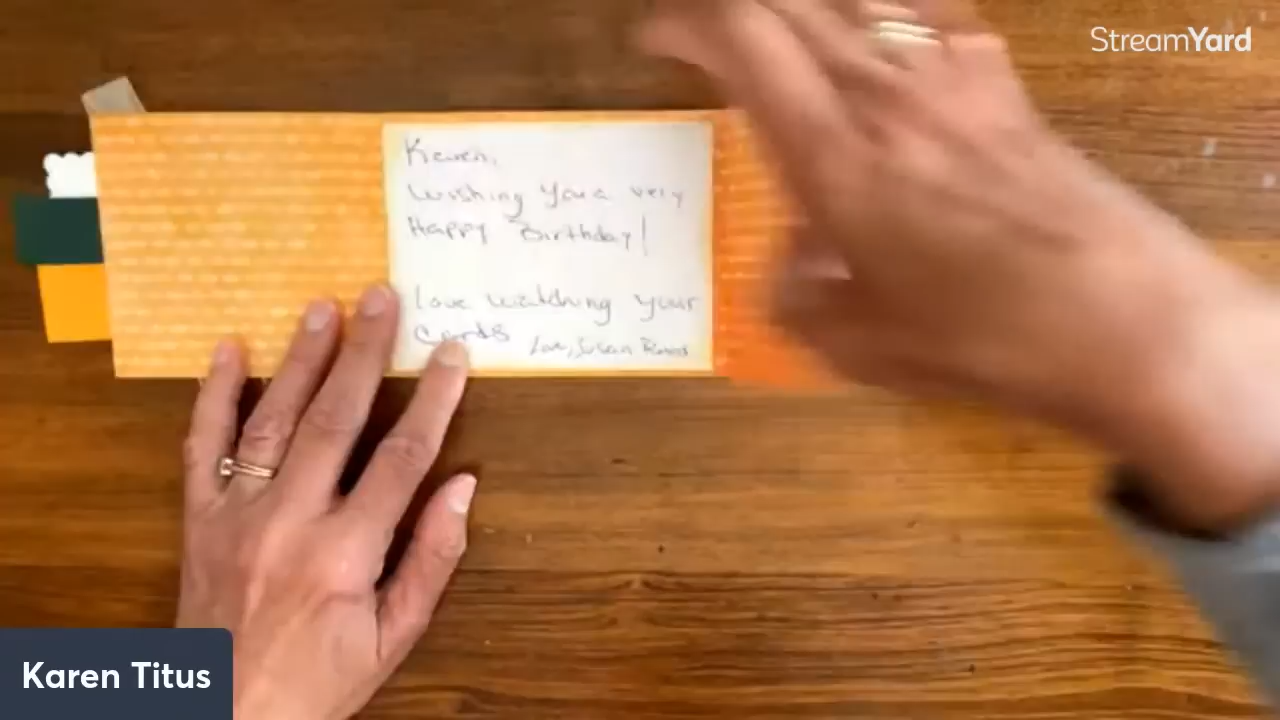 StreamYard
Karen,
Wishing you a very
Happy Birthday!
Love watching your
Cards
Love, Susan
Karen Titus